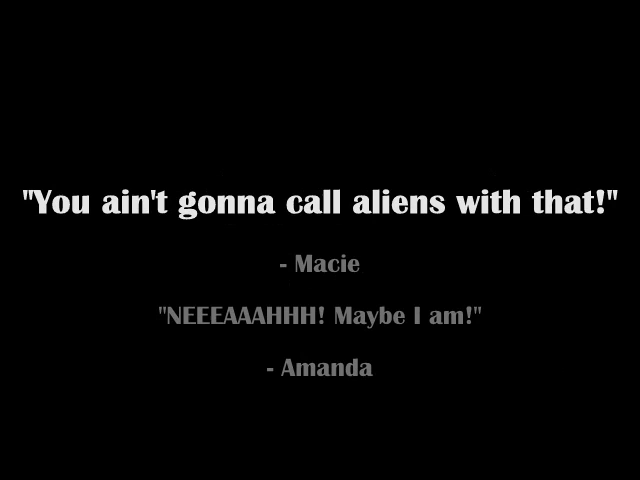 "You ain't gonna call aliens with that!"
- Macie
"NEEEAAAHHH! Maybe I am!"
- Amanda